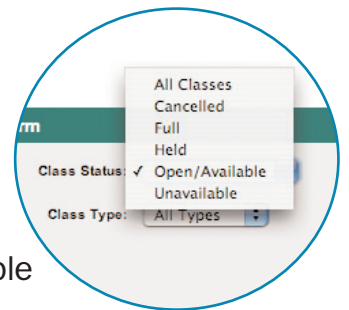 All Classes
Cancelled
Full
rm
Held
Class Status: ✓ Open/Available
Unavailable
Class Type: All Types
ble